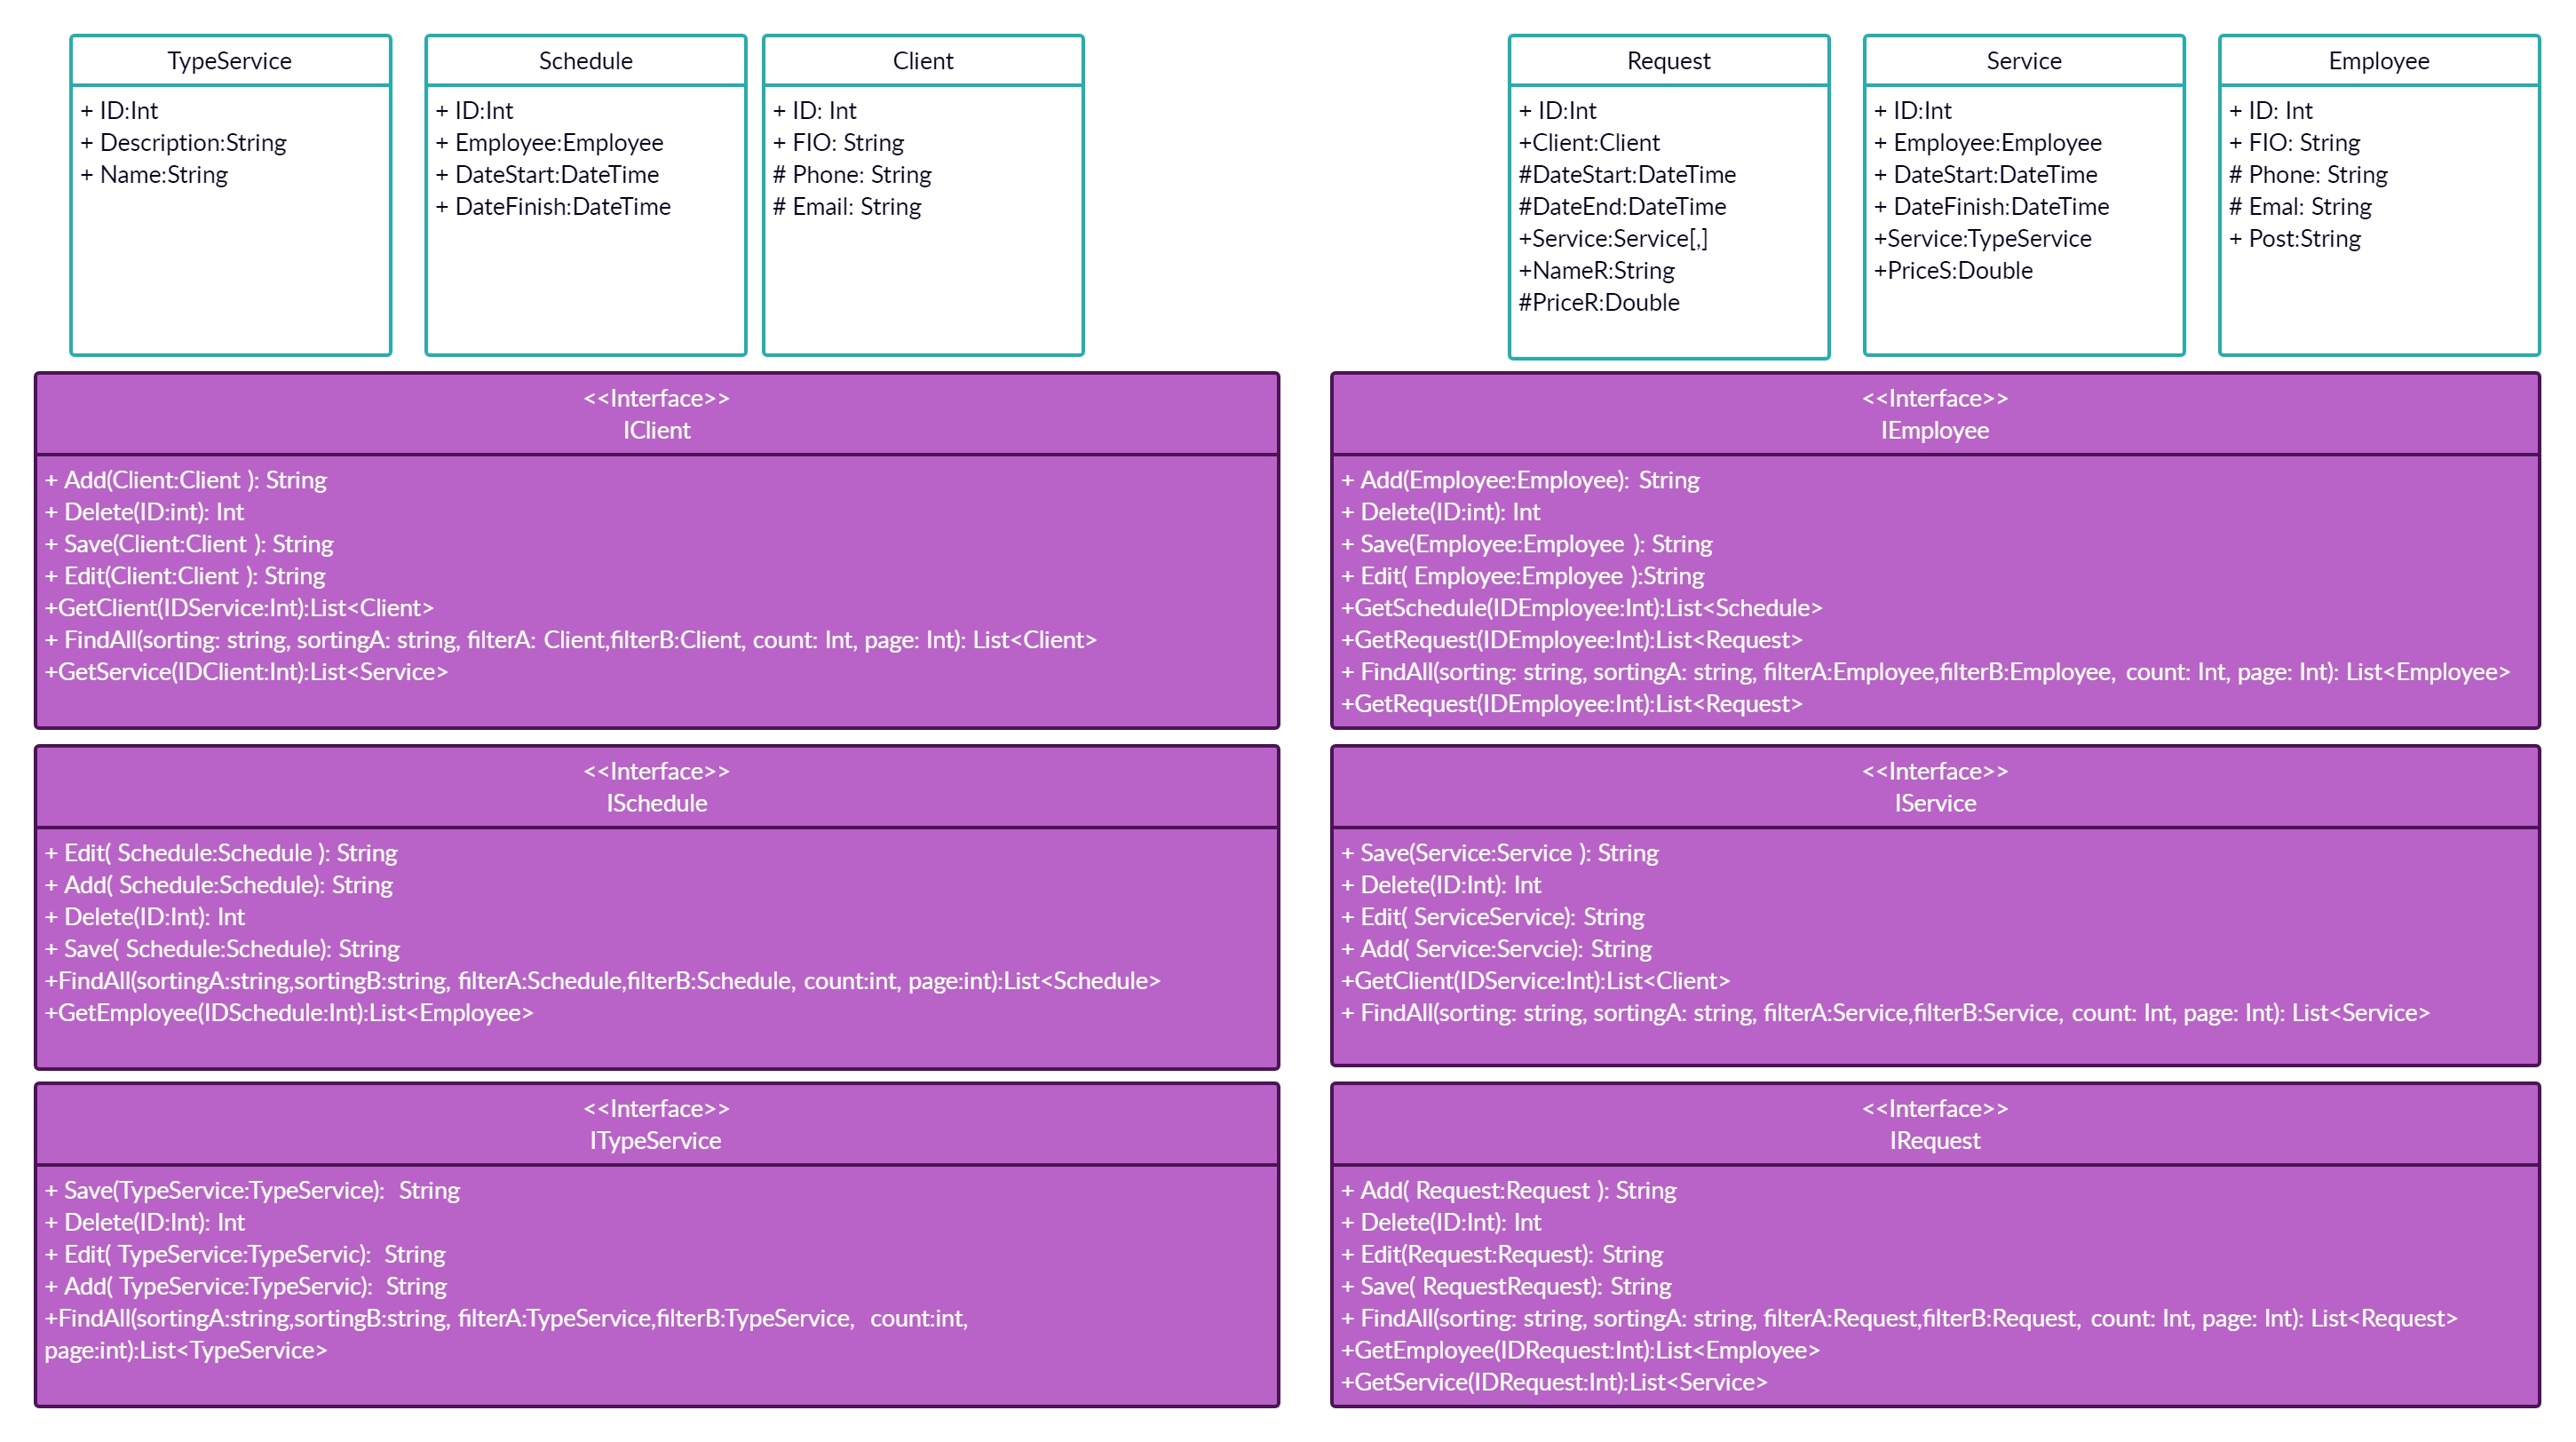 TypeService
+ ID:Int
+ Description:String
+ Name:String
Schedule
+ ID:Int
+ Employee:Employee
+ DateStart:DateTime
+ DateFinish:DateTime
Client
+ ID: Int
+ FIO: String
# Phone: String
# Email: String
Request
+ ID:Int
+Client:Client
#DateStart:DateTime
#DateEnd:DateTime
+Service:Service[,]
+NameR:String
#PriceR:Double
Service
+ ID:Int
+ Employee:Employee
+ DateStart:DateTime
+ DateFinish:DateTime
+Service:TypeService
+PriceS:Double
Employee
+ ID: Int
+ FIO: String
# Phone: String
# Emal: String
+ Post:String
<<Interface>>
IClient
+ Add(Client:Client ): String
+ Delete(ID:int): Int
+ Save(Client:Client ): String
+ Edit(Client:Client ): String
+GetClient(IDService:Int):List<Client>
+ FindAll(sorting: string, sortingA: string, filterA: Client,filterB:Client, count: Int, page: Int): List<Client>
+GetService(IDClient:Int):List<Service>
<<Interface>>
IEmployee
+ Add(Employee:Employee): String
+ Delete(ID:int): Int
+ Save(Employee:Employee ): String
+ Edit( Employee:Employee ):String
+GetSchedule(IDEmployee:Int):List<Schedule>
+GetRequest(IDEmployee:Int):List<Request>
+ FindAll(sorting: string, sortingA: string, filterA:Employee,filterB:Employee, count: Int, page: Int): List<Employee>
+GetRequest(IDEmployee:Int):List<Request>
<<Interface>>
ISchedule
+ Edit( Schedule:Schedule ): String
+ Add( Schedule:Schedule): String
+ Delete(ID:Int): Int
+ Save( Schedule:Schedule): String
+FindAll(sortingA:string,sortingB:string, filterA:Schedule,filterB:Schedule, count:int, page:int):List<Schedule>
+GetEmployee(IDSchedule:Int):List<Employee>
<<Interface>>
IService
+ Save(Service:Service ): String
+ Delete(ID:Int): Int
+ Edit( ServiceService): String
+ Add( Service:Servcie): String
+GetClient(IDService:Int):List<Client>
+ FindAll(sorting: string, sortingA: string, filterA:Service,filterB:Service, count: Int, page: Int): List<Service>
<<Interface>>
ITypeService
+ Save(TypeService:TypeService): String
+ Delete(ID:Int): Int
+ Edit( TypeService:TypeServic): String
+ Add( TypeService:TypeServic): String
+FindAll(sortingA:string,sortingB:string, filterA:TypeService,filterB:TypeService, count:int,
page:int):List<TypeService>
<<Interface>>
IRequest
+ Add( Request:Request ): String
+ Delete(ID:Int): Int
+ Edit(Request:Request): String
+ Save( RequestRequest): String
+ FindAll(sorting: string, sortingA: string, filterA:Request,filterB:Request, count: Int, page: Int): List<Request>
+GetEmployee(IDRequest:Int):List<Employee>
+GetService(IDRequest:Int):List<Service>